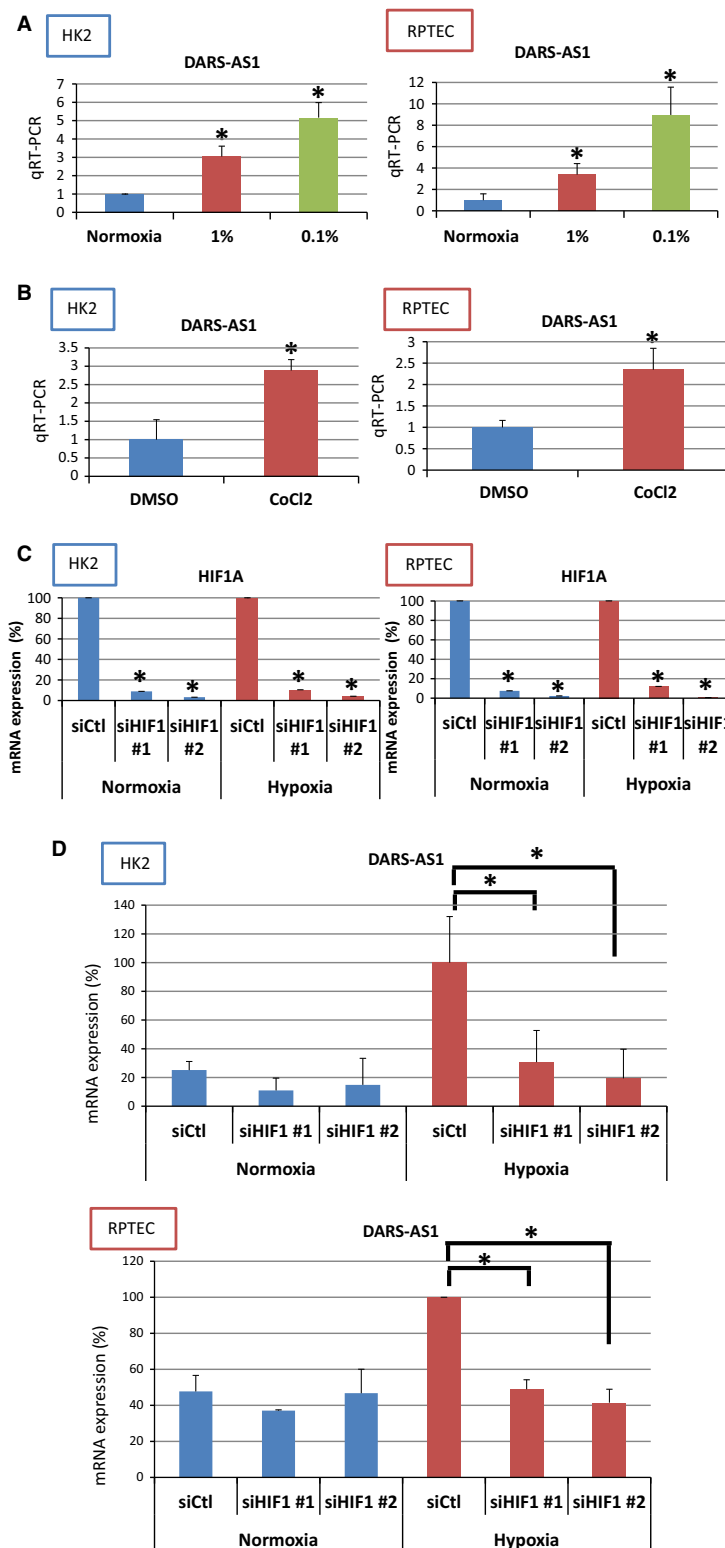 A
HK2
DARS-AS1
qRT-PCR
7
6
5
4
3
2
1
0
*
*
Normoxia 1% 0.1%
RPTEC
DARS-AS1
qRT-PCR
12
10
8
6
4
2
0
*
*
Normoxia 1% 0.1%
B
HK2
DARS-AS1
qRT-PCR
3.5
3
2.5
2
1.5
1
0.5
0
*
DMSO CoCl2
RPTEC
DARS-AS1
qRT-PCR
3
2.5
2
1.5
1
0.5
0
*
DMSO CoCl2
C
HK2
HIF1A
mRNA expression (%)
100
80
60
40
20
0
* * * *
siCtl siHIF1 siHIF1 siCtl siHIF1 siHIF1
#1 #2 #1 #2
Normoxia Hypoxia
RPTEC
HIF1A
mRNA expression (%)
100
80
60
40
20
0
* * * *
siCtl siHIF1 siHIF1 siCtl siHIF1 siHIF1
#1 #2 #1 #2
Normoxia Hypoxia
D
HK2
DARS-AS1
*
*
mRNA expression (%)
140
120
100
80
60
40
20
0
siCtl siHIF1 #1 siHIF1 #2 siCtl siHIF1 #1 siHIF1 #2
Normoxia Hypoxia
RPTEC
DARS-AS1
*
*
mRNA expression (%)
120
100
80
60
40
20
0
siCtl siHIF1 #1 siHIF1 #2 siCtl siHIF1 #1 siHIF1 #2
Normoxia Hypoxia